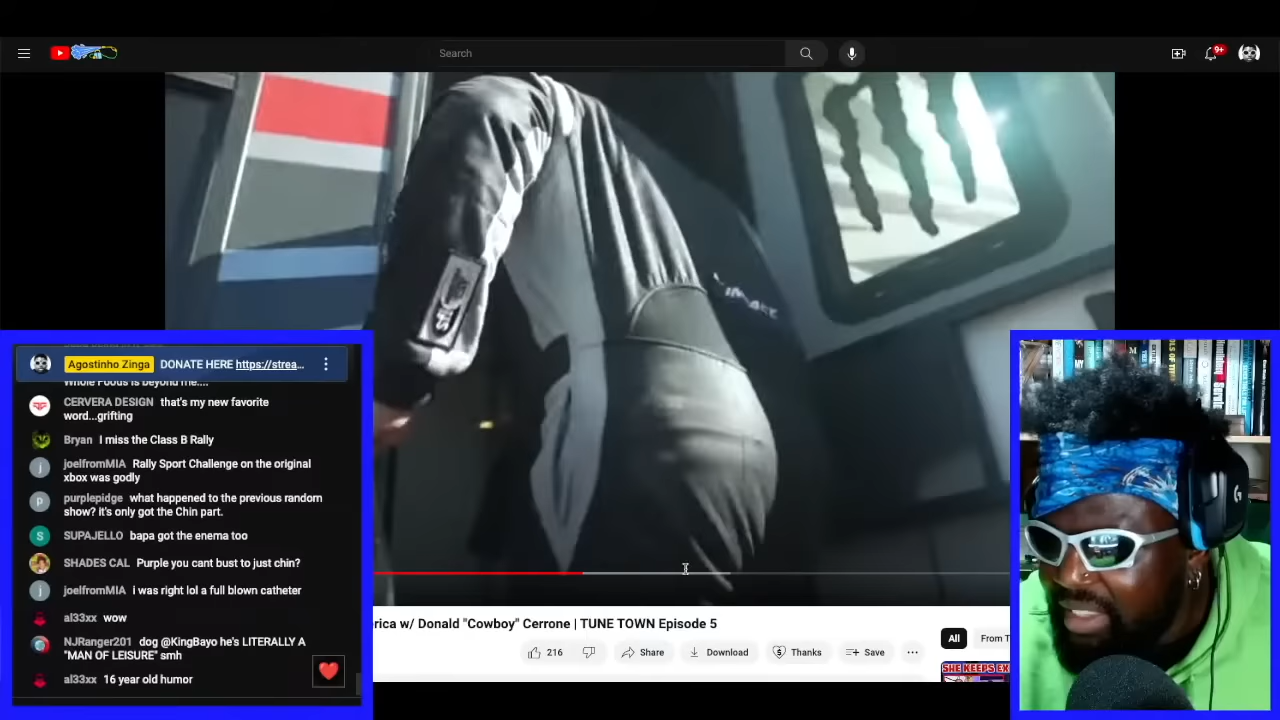 Search
9+
Agostinho Zinga DONATE HERE https://strea...
Whole Foods is beyond me....
CERVERA DESIGN that's my new favorite
word...grifting
Bryan I miss the Class B Rally
joelfromMIA Rally Sport Challenge on the original
xbox was godly
purplepidge what happened to the previous random
show? it's only got the Chin part.
SUPAJELLO bapa got the enema too
SHADES CAL Purple you cant bust to just chin?
joelfromMIA i was right lol a full blown catheter
al33xx wow
NJRanger201 dog @KingBayo he's LITERALLY A
"MAN OF LEISURE" smh
al33xx 16 year old humor
rica w/ Donald "Cowboy" Cerrone | TUNE TOWN Episode 5
216
Share
Download
Thanks
Save
All
From T
SHE KEEPS EX